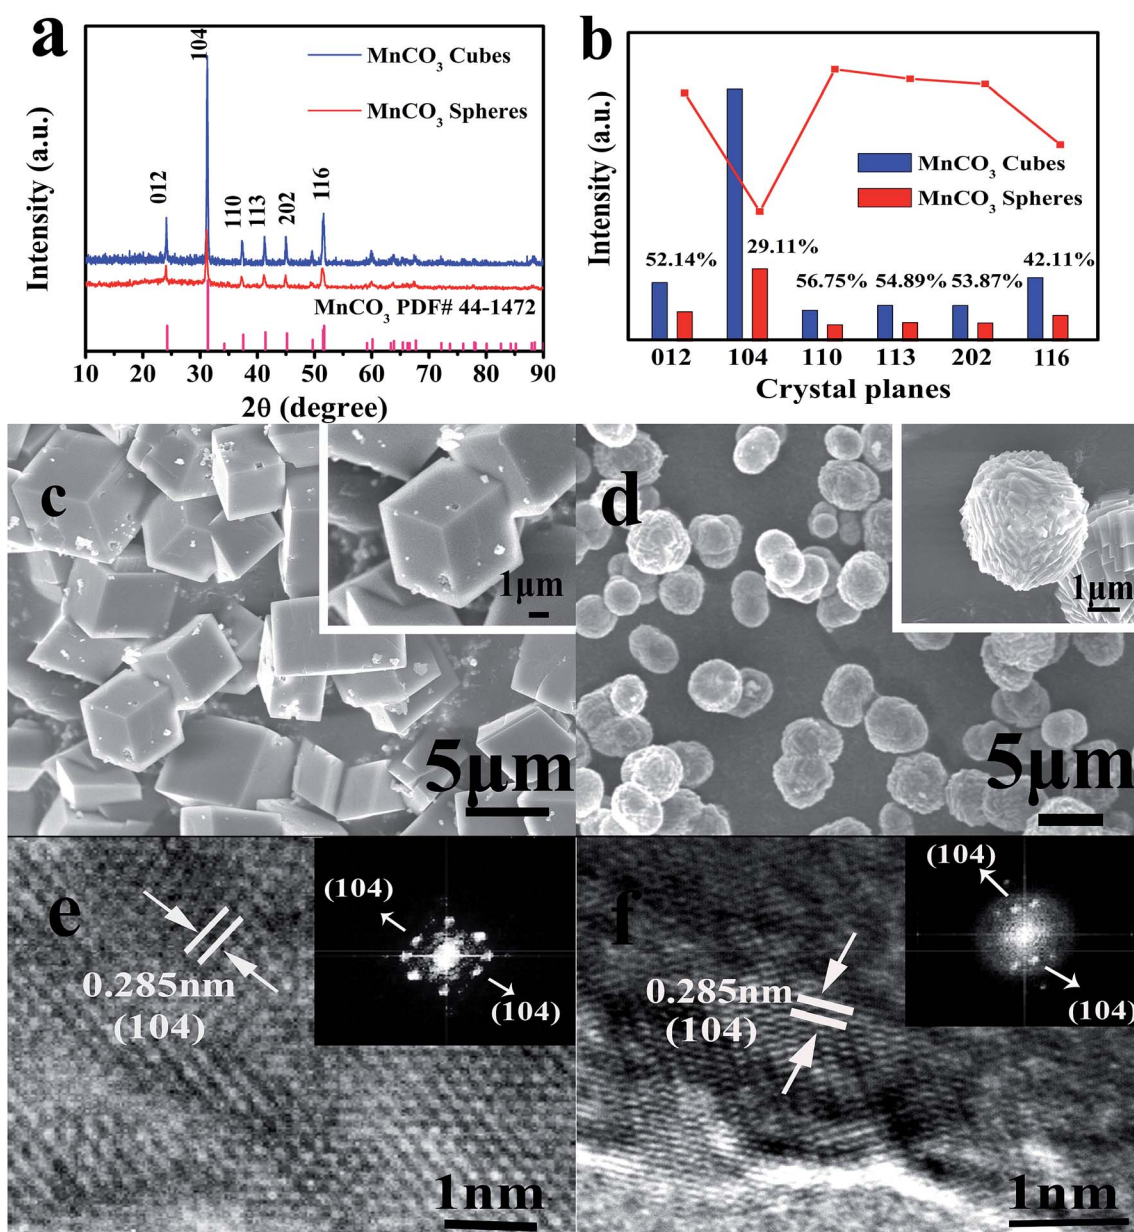 a
Intensity (a.u.)
104
MnCO3 Cubes
MnCO3 Spheres
012
110
113
202
116
MnCO3 PDF# 44-1472
10 20 30 40 50 60 70 80 90
2θ (degree)
b
Intensity (a.u.)
MnCO3 Cubes
MnCO3 Spheres
52.14%
29.11%
56.75%
54.89%
53.87%
42.11%
012 104 110 113 202 116
Crystal planes
c
1μm
5μm
d
1μm
5μm
e
0.285nm
(104)
(104)
(104)
1nm
f
0.285nm
(104)
(104)
(104)
1nm